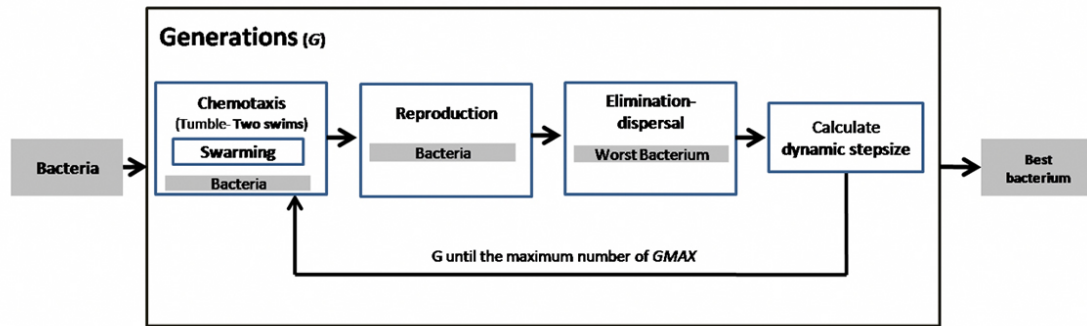 Generations (G)
Bacteria
Chemotaxis
(Tumble- Two swims)
Swarming
Bacteria
Reproduction
Bacteria
Elimination-
dispersal
Worst Bacterium
Calculate
dynamic stepsize
Best
bacterium
G until the maximum number of GMAX